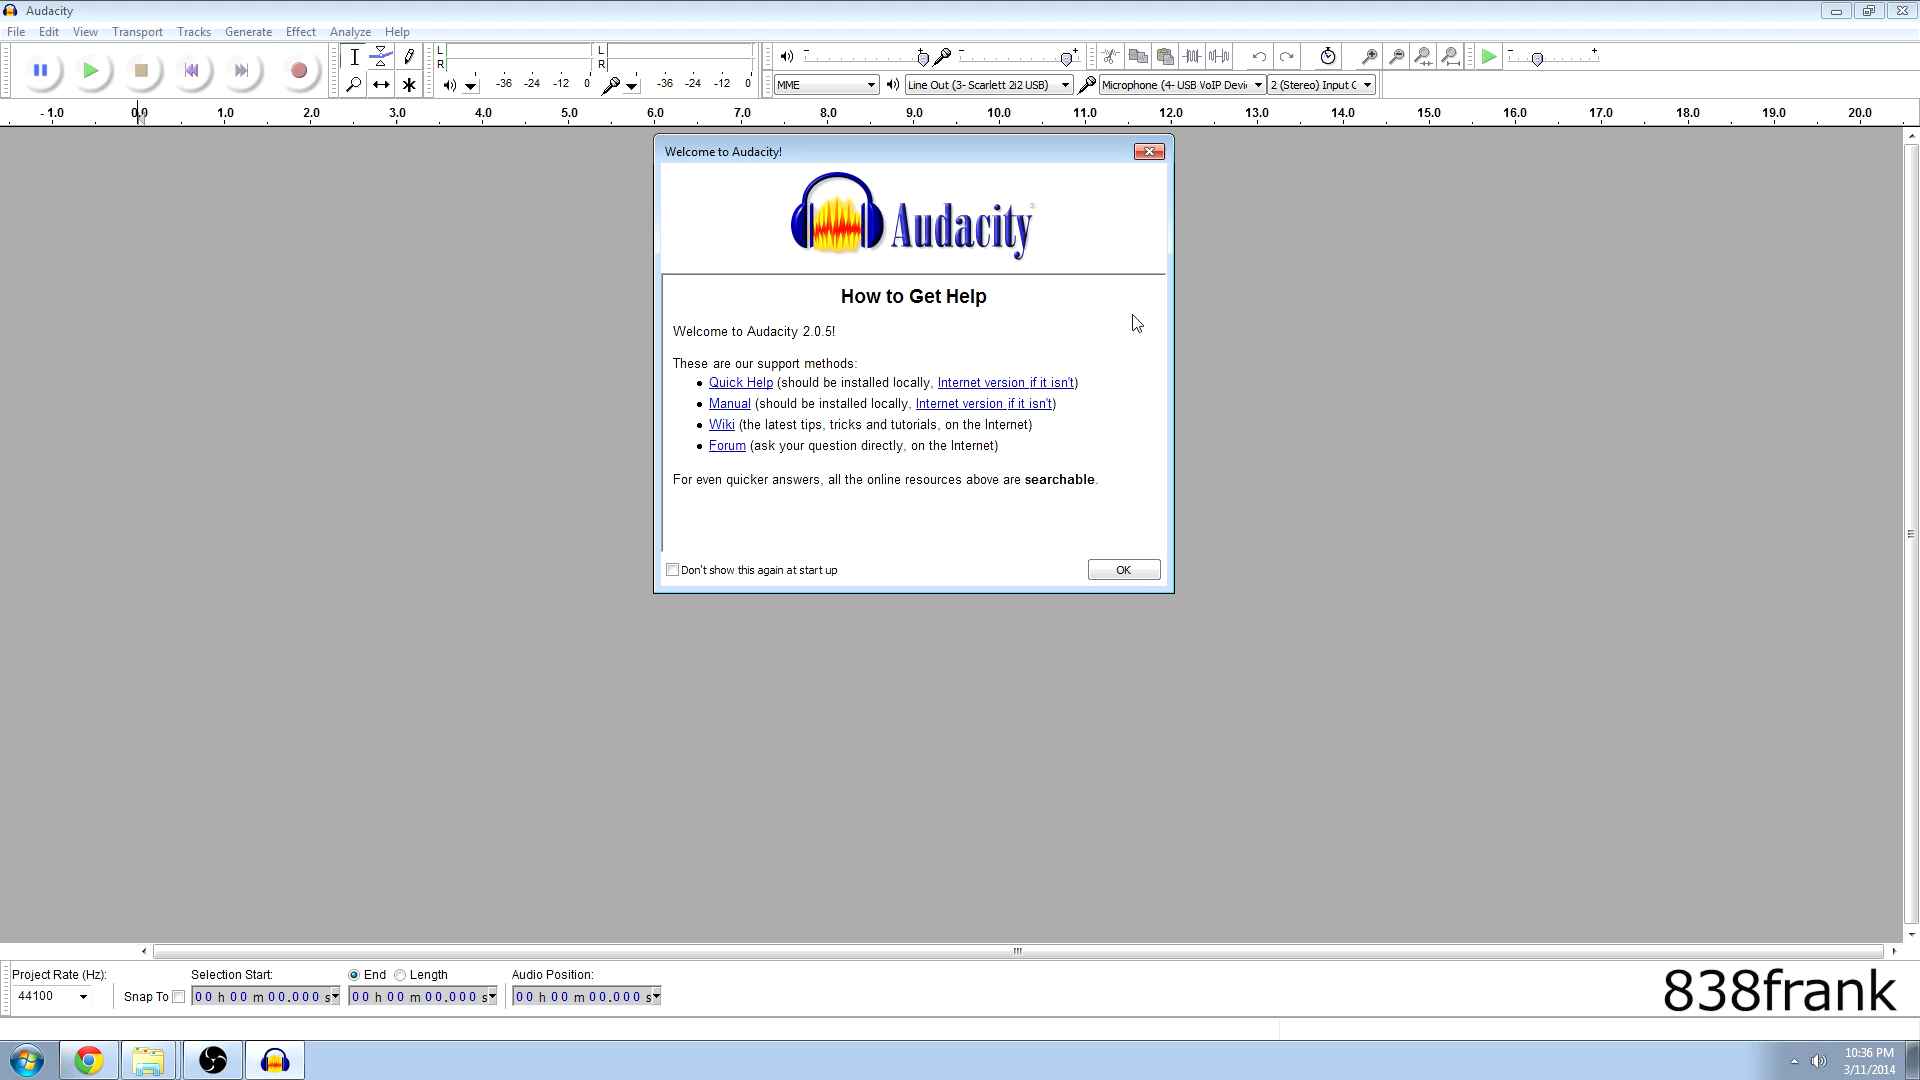 Audacity
File Edit View Transport Tracks Generate Effect Analyze Help
L
R
L
R
-36 -24 -12 0
-36 -24 -12 0
MME
Line Out (3- Scarlett 2i2 USB)
Microphone (4- USB VoIP Devi
2 (Stereo) Input C
- 1.0 0.0 1.0 2.0 3.0 4.0 5.0 6.0 7.0 8.0 9.0 10.0 11.0 12.0 13.0 14.0 15.0 16.0 17.0 18.0 19.0 20.0
Welcome to Audacity!
Audacity
How to Get Help
Welcome to Audacity 2.0.5!
These are our support methods:
• Quick Help (should be installed locally, Internet version if it isn't)
• Manual (should be installed locally, Internet version if it isn't)
• Wiki (the latest tips, tricks and tutorials, on the Internet)
• Forum (ask your question directly, on the Internet)
For even quicker answers, all the online resources above are searchable.
Don't show this again at start up
OK
Project Rate (Hz): Selection Start: End Length Audio Position:
44100 Snap To 00 h 00 m 00.000 s 00 h 00 m 00.000 s 00 h 00 m 00.000 s
838frank
10:36 PM
3/11/2014